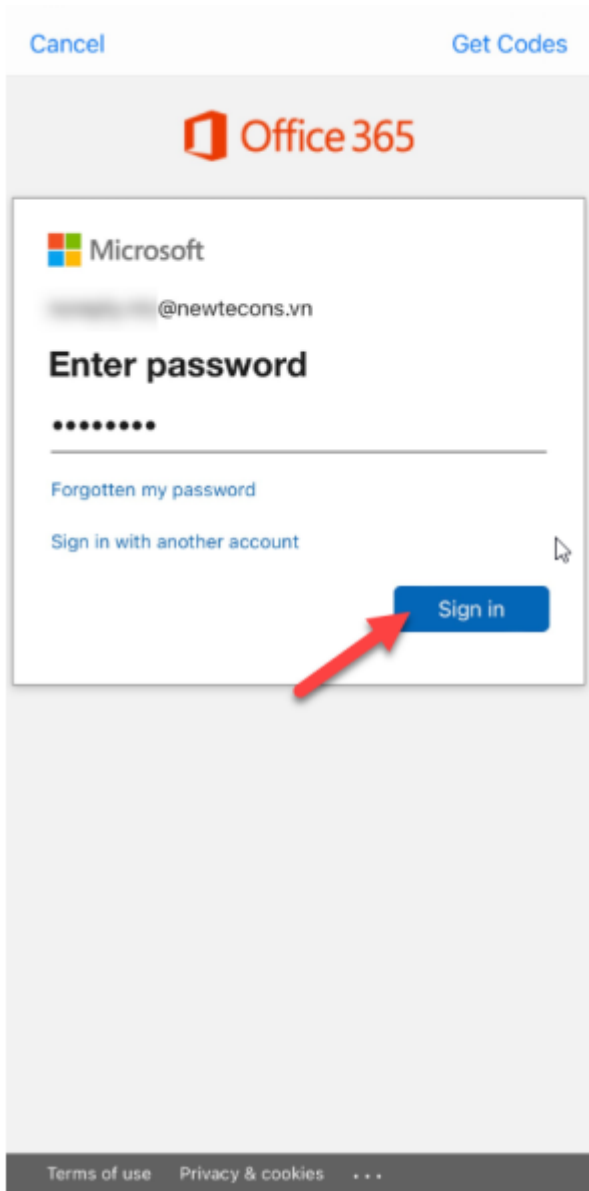 Cancel Get Codes
Office 365
Microsoft
@newtecons.vn
Enter password
••••••••
Forgotten my password
Sign in with another account
Sign in
Terms of use Privacy & cookies ...